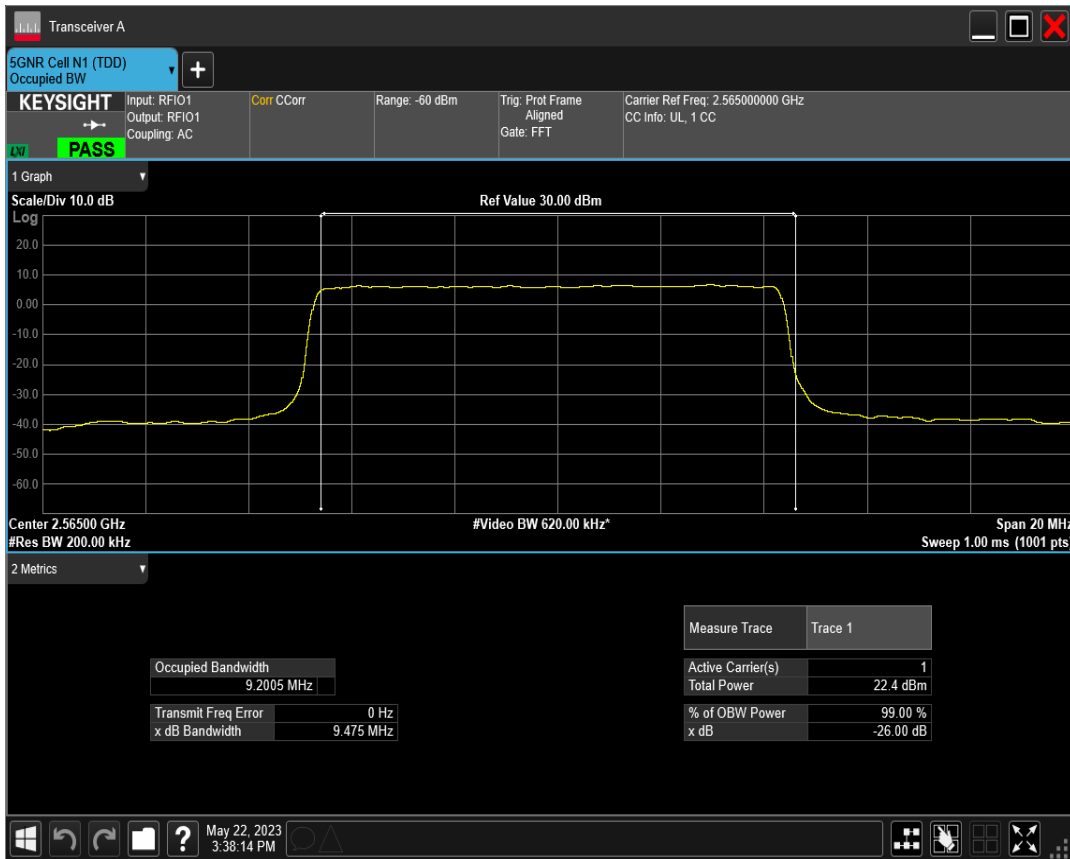 Transceiver A
5GNR Cell N1 (TDD)
Occupied BW
+
KEYSIGHT
LXI
PASS
Input: RFIO1
Output: RFIO1
Coupling: AC
Corr CCorr
Range: -60 dBm
Trig: Prot Frame
Aligned
Gate: FFT
Carrier Ref Freq: 2.565000000 GHz
CC Info: UL, 1 CC
1 Graph
Scale/Div 10.0 dB
Ref Value 30.00 dBm
Log
20.0
10.0
0.00
-10.0
-20.0
-30.0
-40.0
-50.0
-60.0
Center 2.56500 GHz
#Video BW 620.00 kHz*
Span 20 MHz
#Res BW 200.00 kHz
Sweep 1.00 ms (1001 pts)
2 Metrics
Measure Trace Trace 1
Occupied Bandwidth
9.2005 MHz
Active Carrier(s) 1
Total Power 22.4 dBm
Transmit Freq Error 0 Hz
x dB Bandwidth 9.475 MHz
% of OBW Power 99.00 %
x dB -26.00 dB
?
May 22, 2023
3:38:14 PM